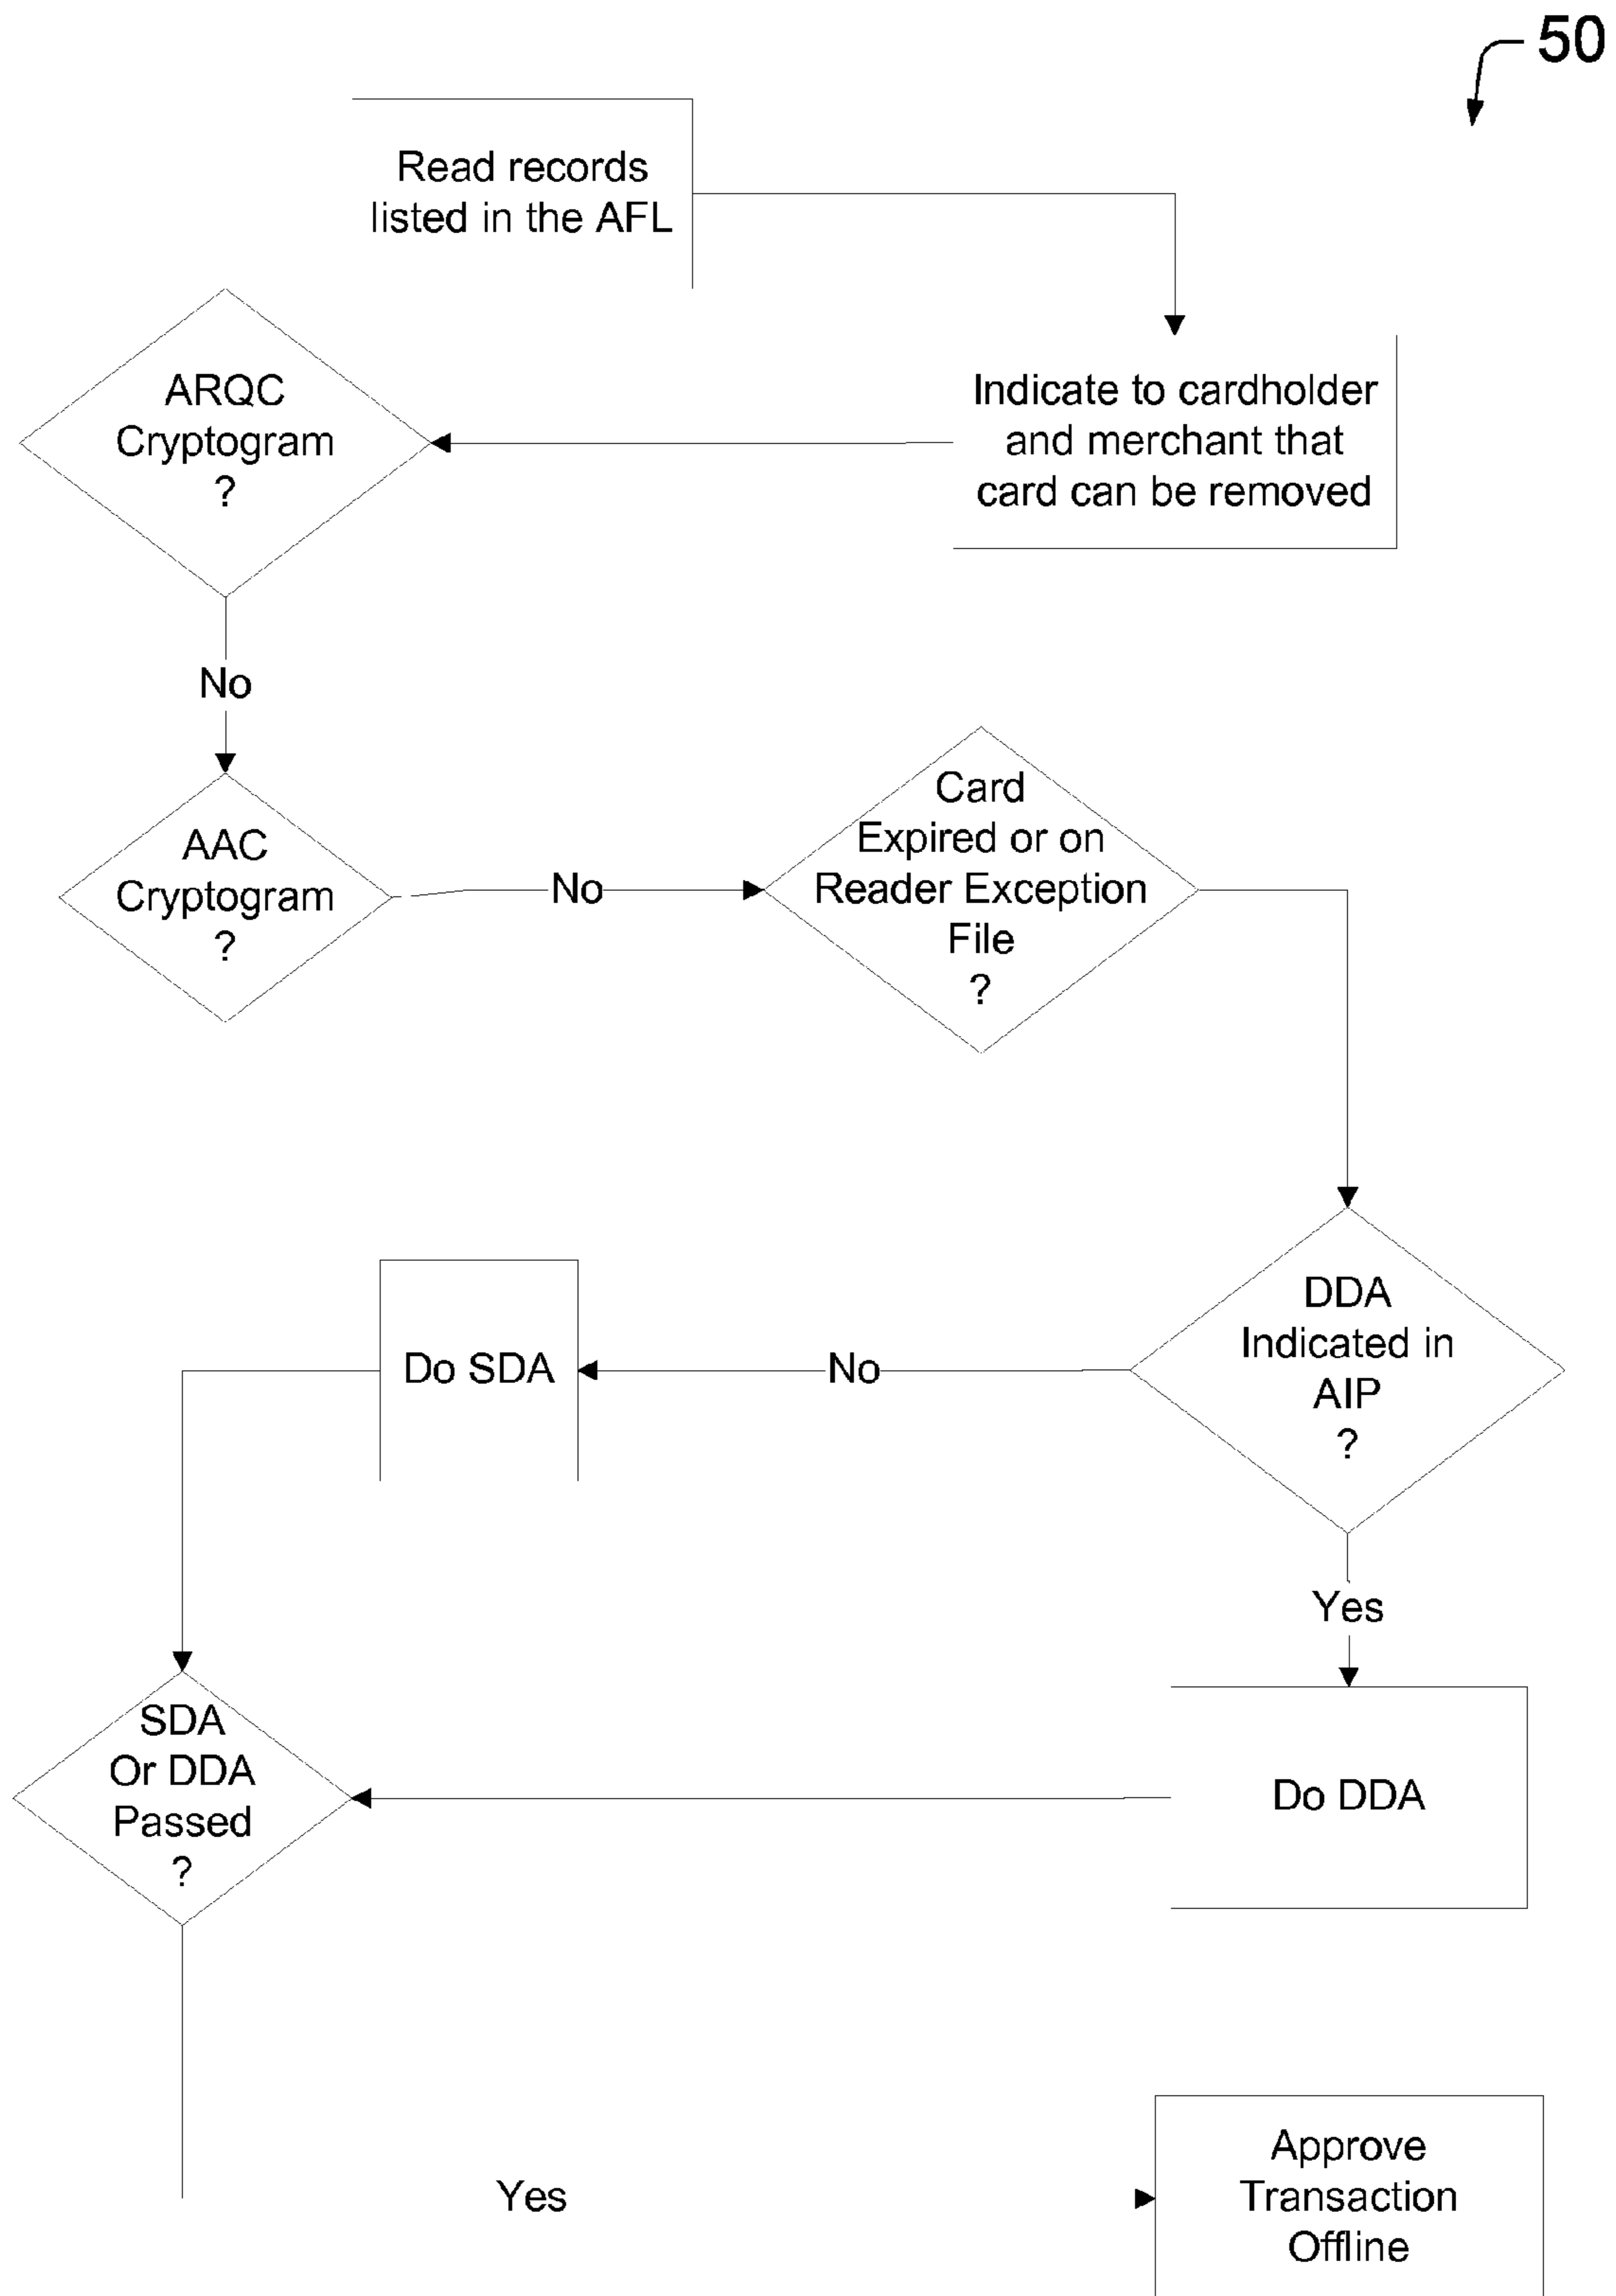 50
Read records
listed in the AFL
Indicate to cardholder
and merchant that
card can be removed
ARQC
Cryptogram
?
No
AAC
Cryptogram
?
No
Card
Expired or on
Reader Exception
File
?
DDA
Indicated in
AIP
?
No
Do SDA
Yes
Do DDA
SDA
Or DDA
Passed
?
Yes
Approve
Transaction
Offline